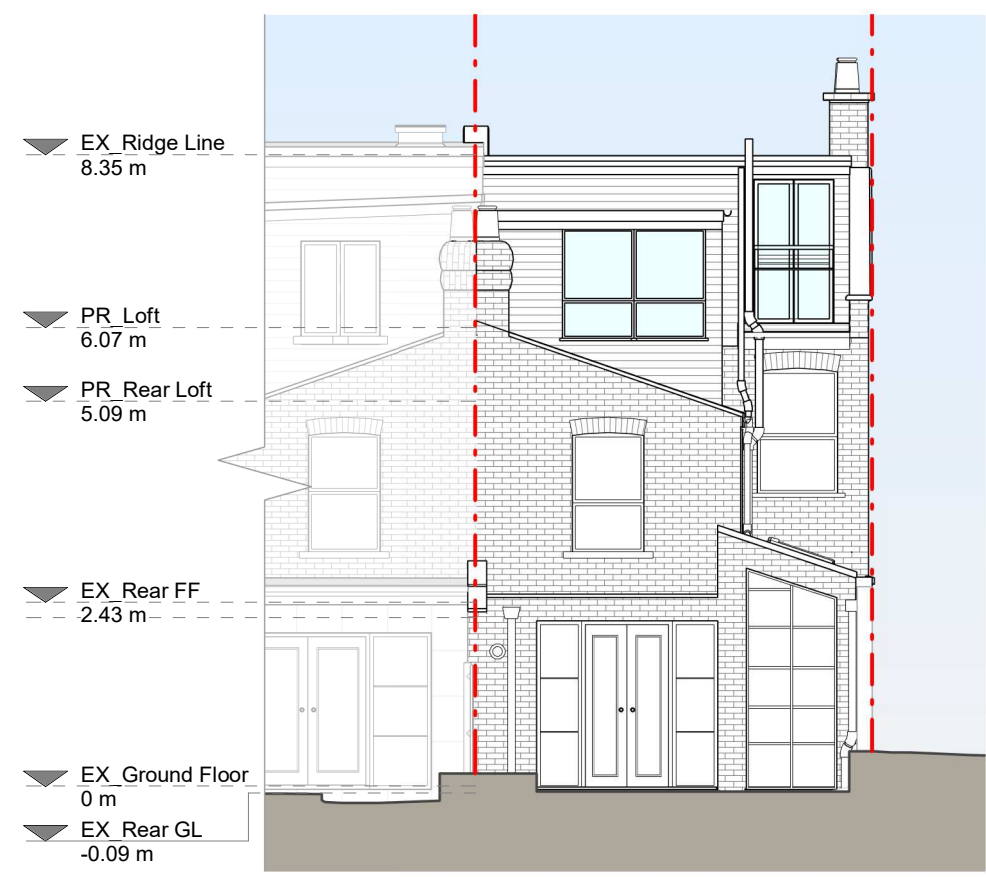 EX_Ridge Line
8.35 m
PR_Loft
6.07 m
PR_Rear Loft
5.09 m
EX_Rear FF
2.43 m
EX_Ground Floor
0 m
EX_Rear GL
-0.09 m